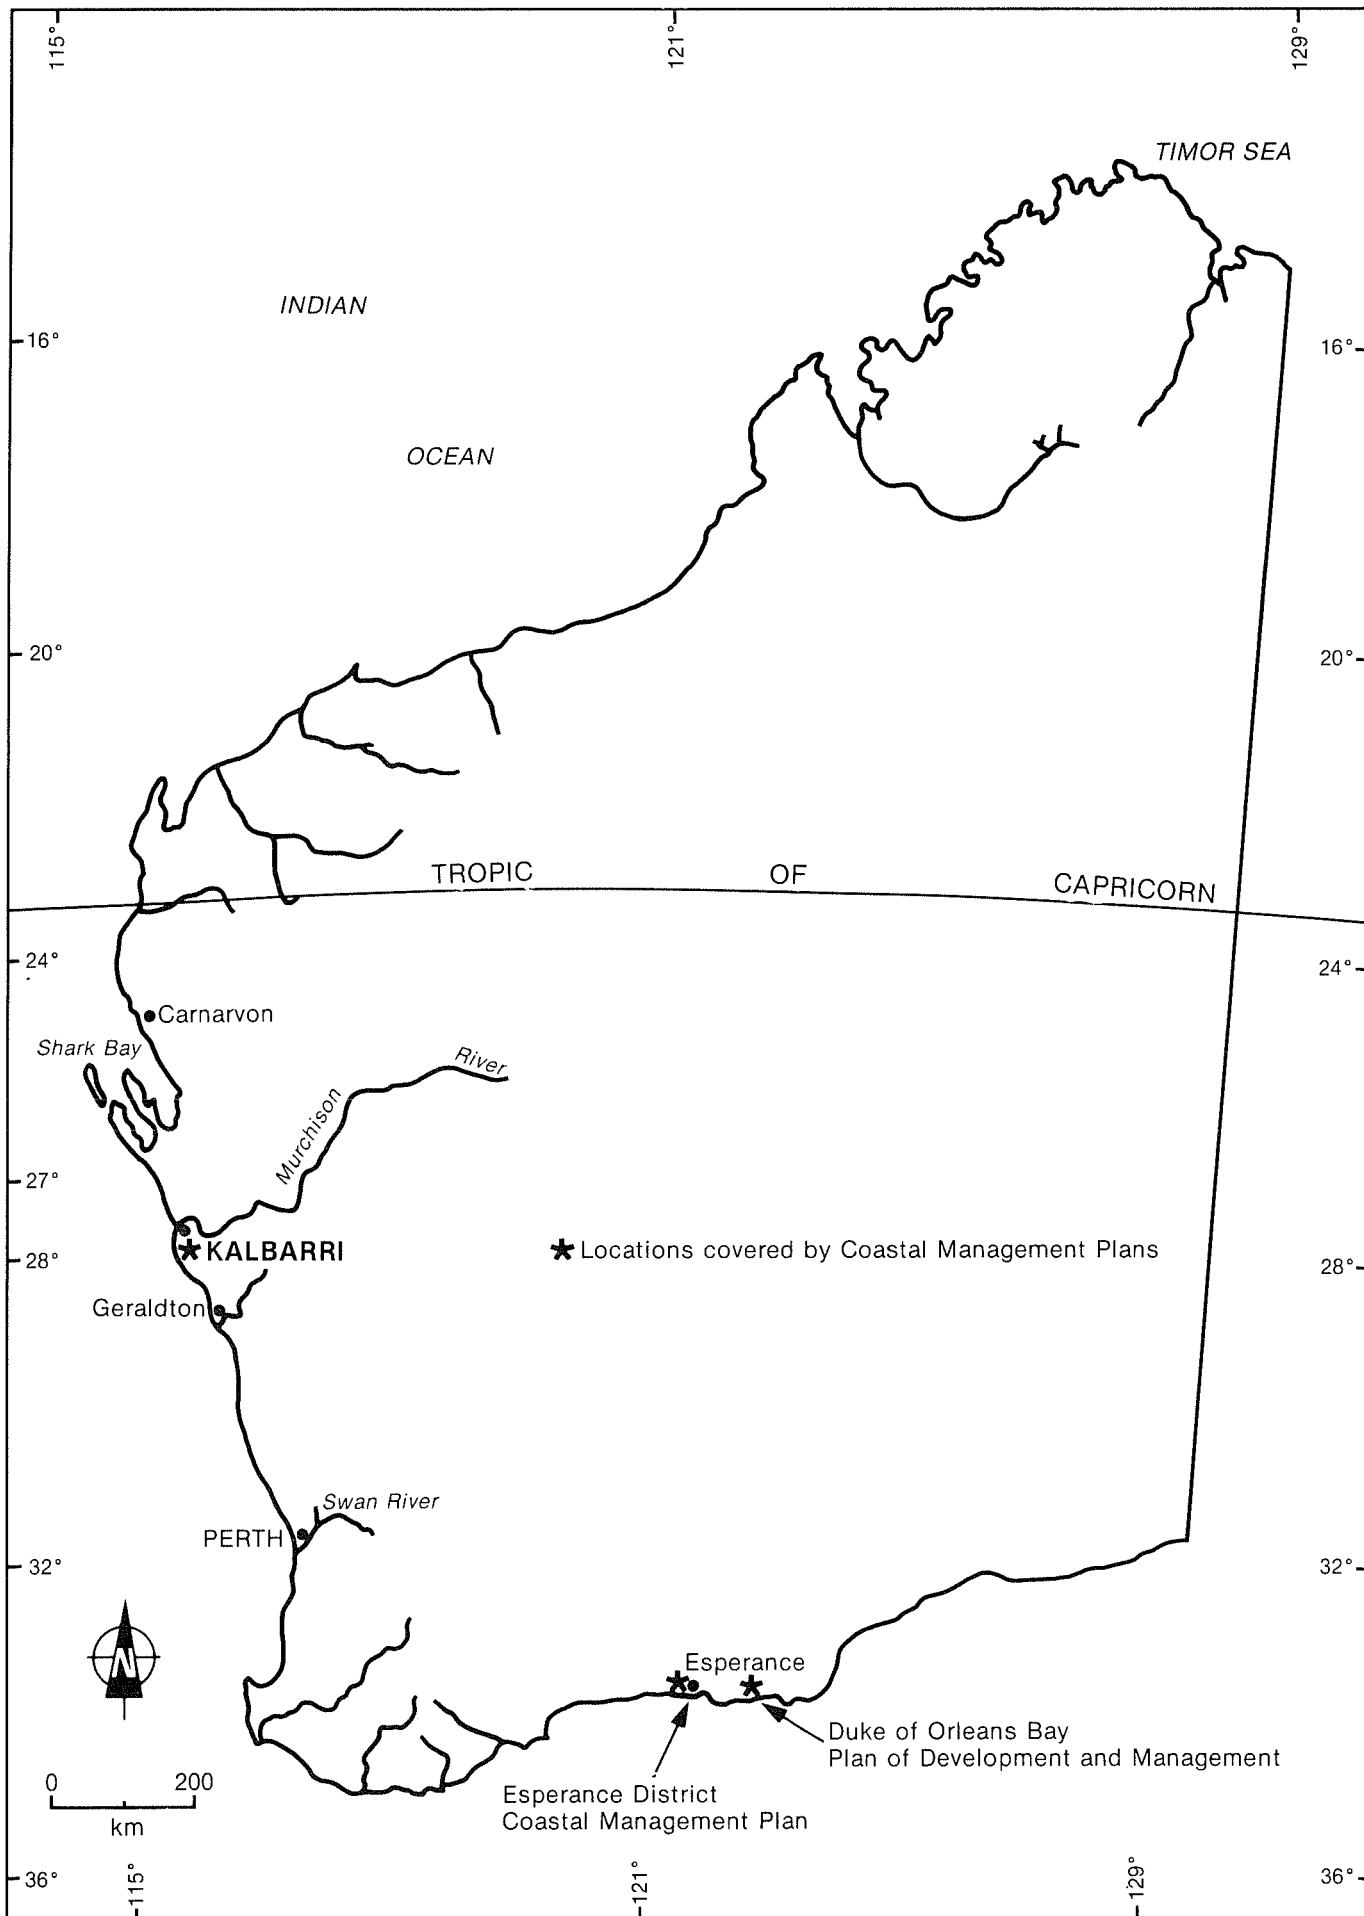 115°
121°
129°
TIMOR SEA
INDIAN
16°
16°
OCEAN
20°
20°
TROPIC OF CAPRICORN
24°
24°
Carnarvon
Shark Bay
River
Murchison
27°
KALBARRI
Locations covered by Coastal Management Plans
28°
28°
Geraldton
Swan River
PERTH
32°
32°
N
Esperance
Duke of Orleans Bay
Plan of Development and Management
0 200
km
Esperance District
Coastal Management Plan
36°
36°
115°
121°
129°